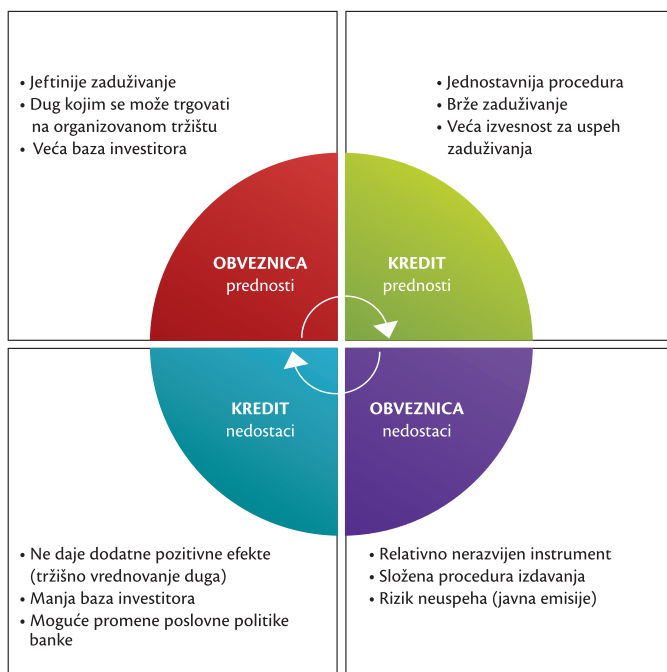 • Jeftinije zaduživanje
• Dug kojim se može trgovati
na organizovanom tržištu
• Veća baza investitora
• Jednostavnija procedura
• Brže zaduživanje
• Veća izvesnost za uspeh
zaduživanja
OBVEZNICA
prednosti
KREDIT
prednosti
KREDIT
nedostaci
OBVEZNICA
nedostaci
• Ne daje dodatne pozitivne efekte
(tržišno vrednovanje duga)
• Manja baza investitora
• Moguće promene poslovne politike
banke
• Relativno nerazvijen instrument
• Složena procedura izdavanja
• Rizik neuspeha (javna emisije)